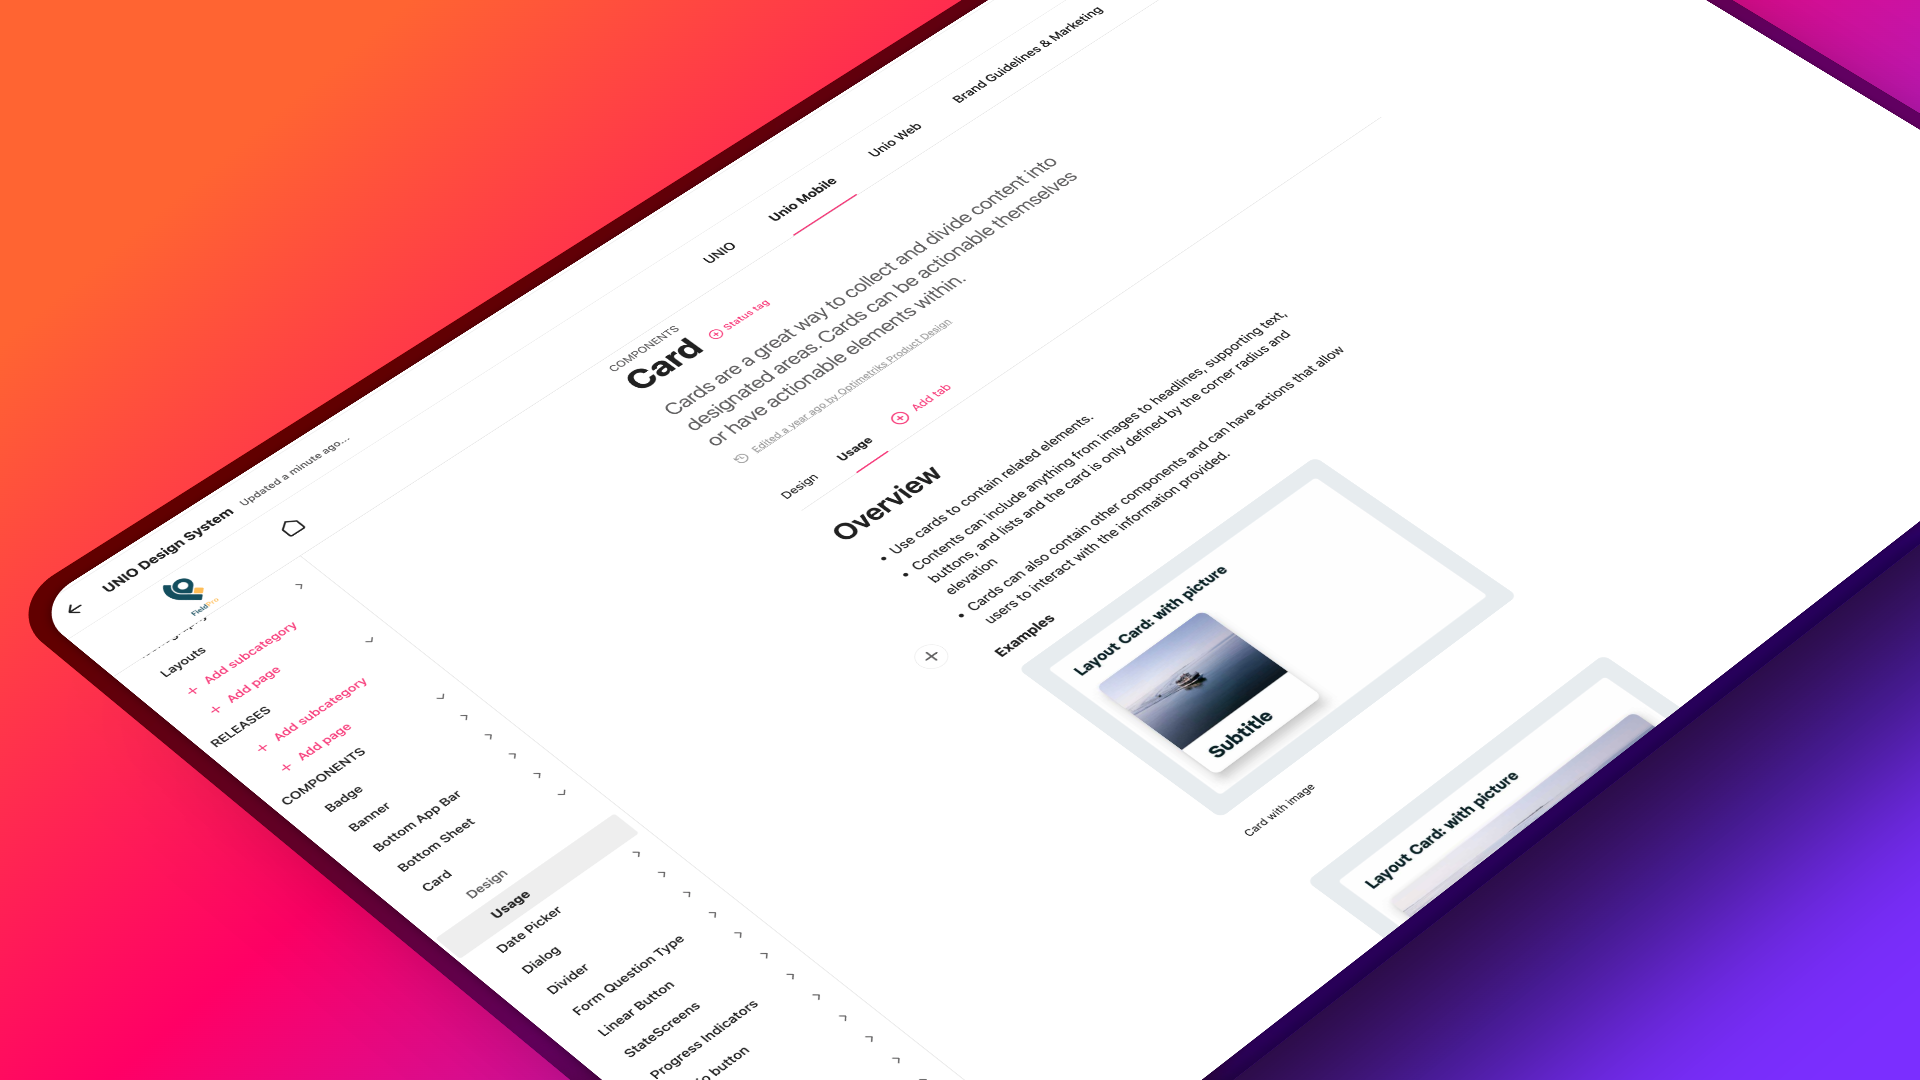 UNIO Design System
Updated a minute ago...
FieldPro
Layouts
Add subcategory
Add page
RELEASES
Add subcategory
Add page
COMPONENTS
Badge
Banner
Bottom App Bar
Bottom Sheet
Card
Design
Usage
Date Picker
Dialog
Divider
Form Question Type
Linear Button
StateScreens
Progress Indicators
button
UNIO
Unio Mobile
Unio Web
Brand Guidelines & Marketing
COMPONENTS
Card
Status tag
Cards are a great way to collect and divide content into
designated areas. Cards can be actionable themselves
or have actionable elements within.
Edited a year ago by Optimetriks Product Design
Design
Usage
Add tab
Overview
• Use cards to contain related elements.
• Contents can include anything from images to headlines, supporting text,
buttons, and lists and the card is only defined by the corner radius and
elevation
• Cards can also contain other components and can have actions that allow
users to interact with the information provided.
Examples
Layout Card: with picture
Subtitle
Card with image
Layout Card: with picture